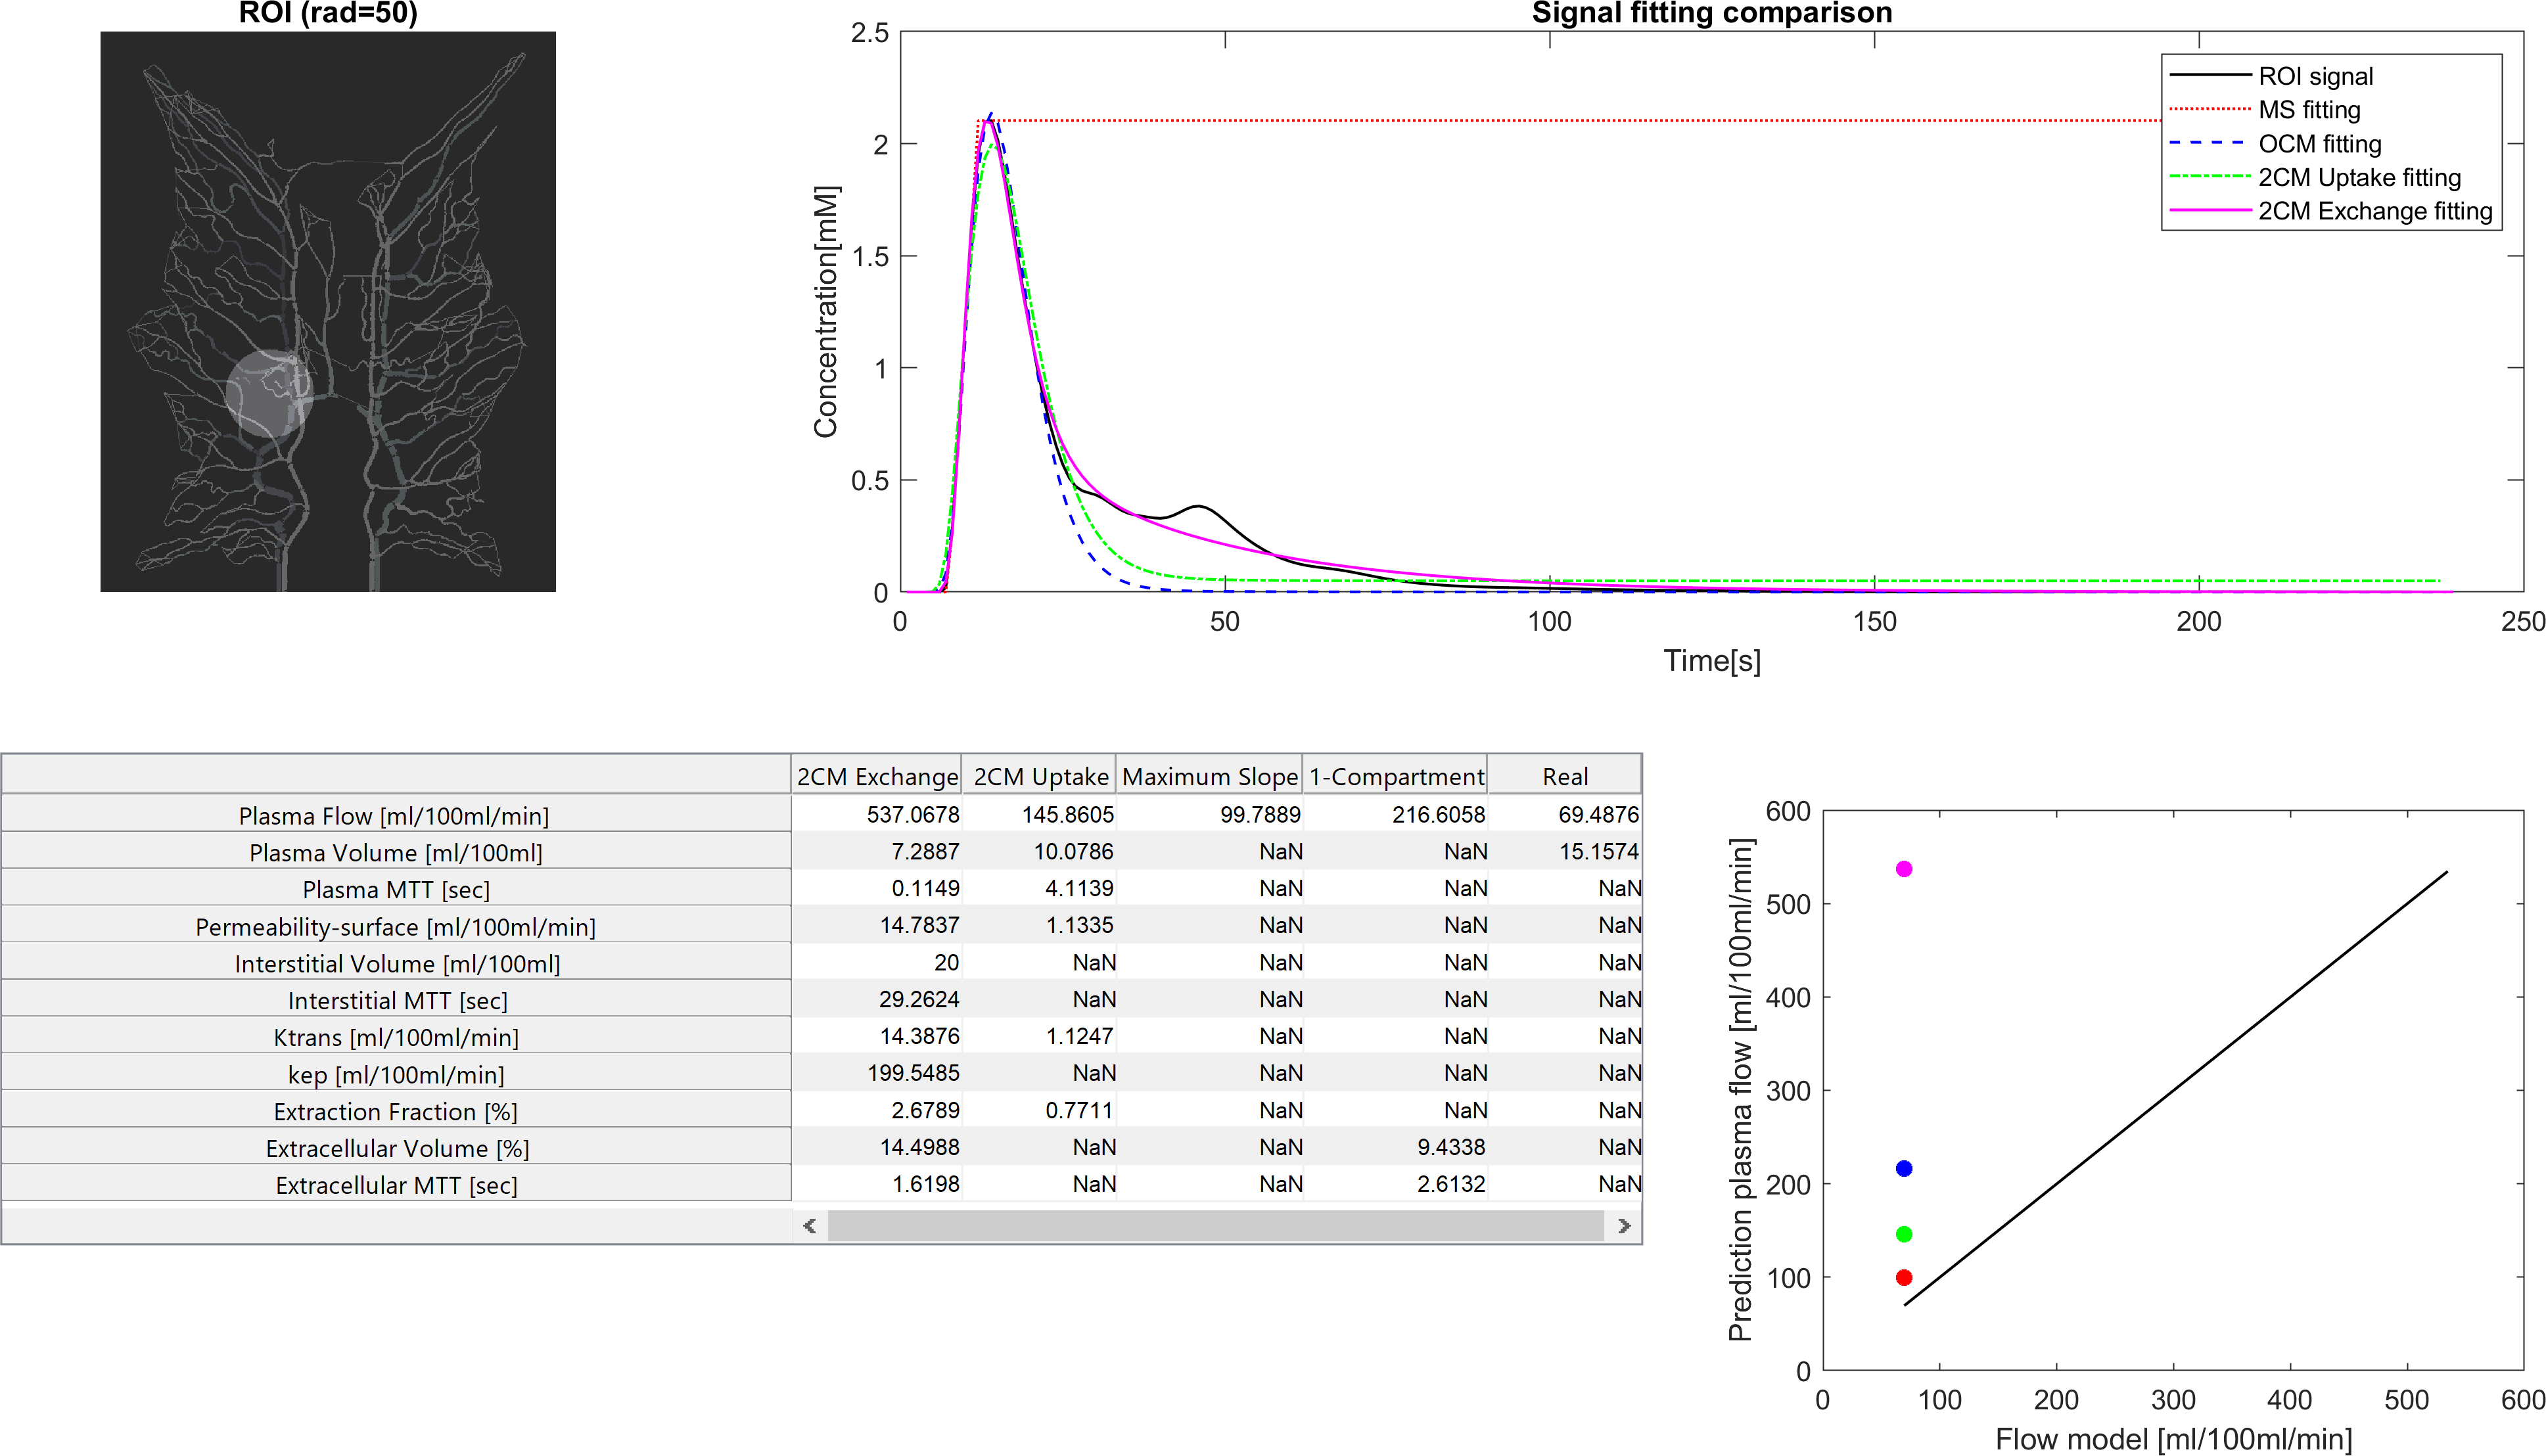 ROI (rad=50)
Signal fitting comparison
2.5
2
1.5
1
0.5
0
Concentration[mM]
0 50 100 150 200 250
Time[s]
ROI signal
MS fitting
OCM fitting
2CM Uptake fitting
2CM Exchange fitting
2CM Exchange 2CM Uptake Maximum Slope 1-Compartment Real
Plasma Flow [ml/100ml/min] 537.0678 145.8605 99.7889 216.6058 69.4876
Plasma Volume [ml/100ml] 7.2887 10.0786 NaN NaN 15.1574
Plasma MTT [sec] 0.1149 4.1139 NaN NaN NaN
Permeability-surface [ml/100ml/min] 14.7837 1.1335 NaN NaN NaN
Interstitial Volume [ml/100ml] 20 NaN NaN NaN NaN
Interstitial MTT [sec] 29.2624 NaN NaN NaN NaN
Ktrans [ml/100ml/min] 14.3876 1.1247 NaN NaN NaN
kep [ml/100ml/min] 199.5485 NaN NaN NaN NaN
Extraction Fraction [%] 2.6789 0.7711 NaN NaN NaN
Extracellular Volume [%] 14.4988 NaN NaN 9.4338 NaN
Extracellular MTT [sec] 1.6198 NaN NaN 2.6132 NaN
600
500
400
300
200
100
0
Prediction plasma flow [ml/100ml/min]
0 100 200 300 400 500 600
Flow model [ml/100ml/min]